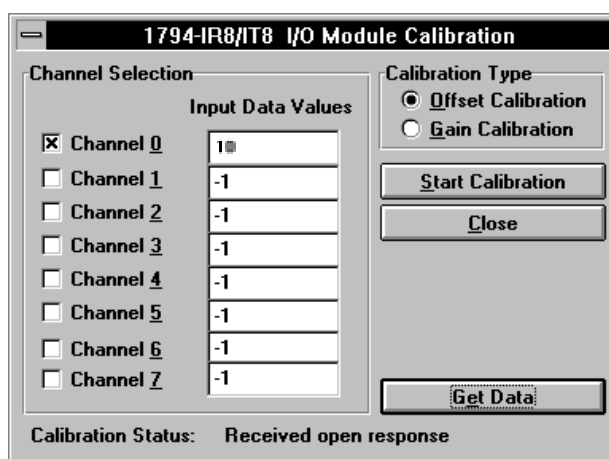 1794-IR8/IT8 I/O Module Calibration
Channel Selection
Input Data Values
Channel 0
Channel 1
-1
Channel 2
-1
Channel 3
-1
Channel 4
-1
Channel 5
-1
Channel 6
-1
Channel 7
-1
Calibration Type
Offset Calibration
Gain Calibration
Start Calibration
Close
Get Data
Calibration Status: Received open response